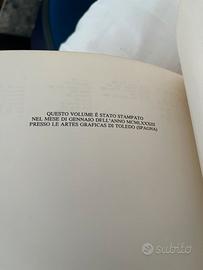 QUESTO VOLUME È STATO STAMPATO
NEL MESE DI GENNAIO DELL'ANNO MCMLXXXIII
PRESSO LE ARTES GRAFICAS DI TOLEDO (SPAGNA)
subito